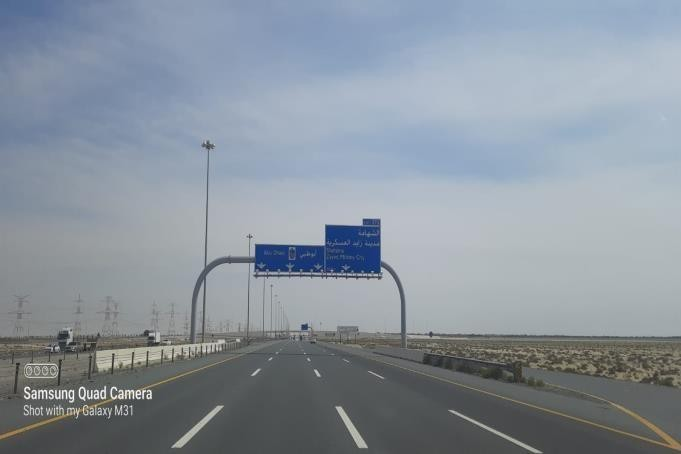 Abu Dhabi
أبوظبي
الشهامة
مدينة زايد العسكرية
Shahama
Zayed Military City
Samsung Quad Camera
Shot with my Galaxy M31